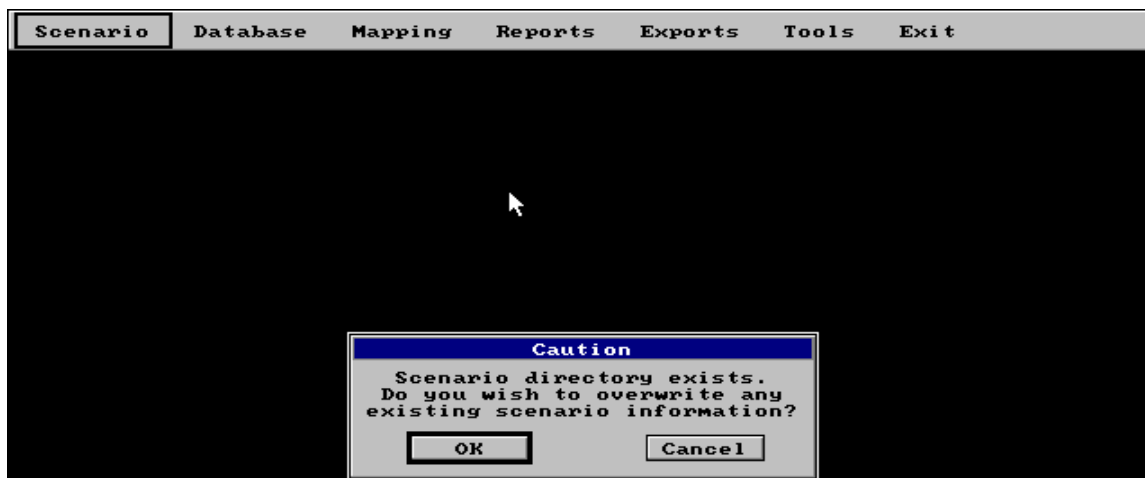 Scenario Database Mapping Reports Exports Tools Exit
Caution
Scenario directory exists.
Do you wish to overwrite any
existing scenario information?
OK Cancel